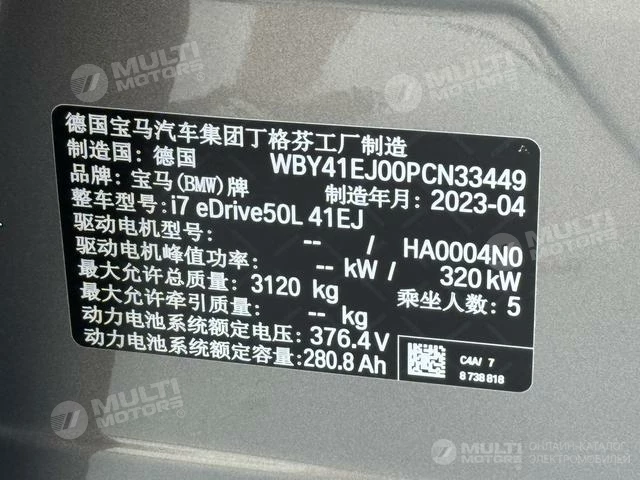 德国宝马汽车集团丁格芬工厂制造
制造国: 德国 WBY41EJ00PCN33449
品牌: 宝马(BMW)牌 制造年月: 2023-04
整车型号: i7 eDrive50L 41EJ
驱动电机型号: -- / HA0004N0
驱动电机峰值功率: -- kW / 320 kW
最大允许总质量: 3120 kg 乘坐人数: 5
最大允许牵引质量: -- kg
动力电池系统额定电压: 376.4 V
动力电池系统额定容量: 280.8 Ah
C4A/ 7
8 738 818
MULTI MOTORS
MULTI MOTORS
MULTI MOTORS
MULTI MOTORS
MULTI MOTORS ОНЛАЙН-КАТАЛОГ ЭЛЕКТРОМОБИЛЕЙ